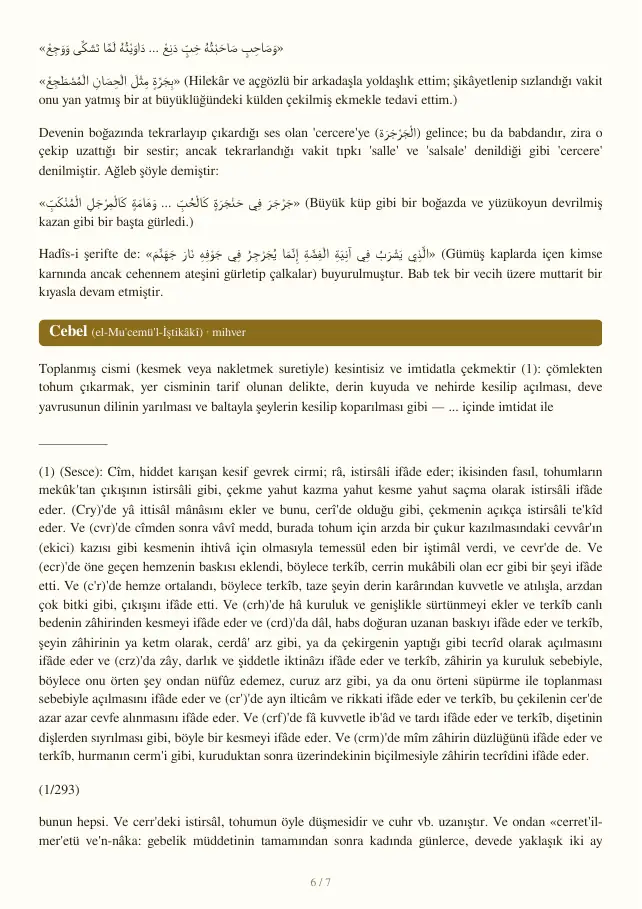 «وَصَاحِبٍ صَاحَبْتُهُ خِبٍّ دَنِعْ ... دَاوَيْتُهُ لَمَّا تَشَكَّى وَوَجِعْ»
«بِجَرَّةٍ مِثْلَ الْحِصَانِ الْمُضْطَجِعْ» (Hilekâr ve açgözlü bir arkadaşla yoldaşlık ettim; şikâyetlenip sızlandığı vakit
onu yan yatmış bir at büyüklüğündeki külden çekilmiş ekmekle tedavi ettim.)
Devenin boğazında tekrarlayıp çıkardığı ses olan 'cercere'ye (الْجَرْجَرَة) gelince; bu da babdandır, zira o
çekip uzattığı bir sestir; ancak tekrarlandığı vakit tıpkı 'salle' ve 'salsale' denildiği gibi 'cercere'
denilmiştir. Ağleb şöyle demiştir:
«جَرْجَرَ فِي حَنْجَرَةٍ كَالْحُبِّ ... وَهَامَةٍ كَالْمِرْجَلِ الْمُنْكَبِّ» (Büyük küp gibi bir boğazda ve yüzükoyun devrilmiş
kazan gibi bir başta gürledi.)
Hadîs-i şerifte de: «الَّذِي يَشْرَبُ فِي آنِيَةِ الْفِضَّةِ إِنَّمَا يُجَرْجِرُ فِي جَوْفِهِ نَارَ جَهَنَّمَ» (Gümüş kaplarda içen kimse
karnında ancak cehennem ateşini gürletip çalkalar) buyurulmuştur. Bab tek bir vecih üzere muttarit bir
kıyasla devam etmiştir.
Cebel (el-Mu'cemü'l-İştikâkî) · mihver
Toplanmış cismi (kesmek veya nakletmek suretiyle) kesintisiz ve imtidatla çekmektir (1): çömlekten
tohum çıkarmak, yer cisminin tarif olunan delikte, derin kuyuda ve nehirde kesilip açılması, deve
yavrusunun dilinin yarılması ve baltayla şeylerin kesilip koparılması gibi — ... içinde imtidat ile
(1) (Sesce): Cîm, hiddet karışan kesif gevrek cirmi; râ, istirsâli ifâde eder; ikisinden fasıl, tohumların
mekûk'tan çıkışının istirsâli gibi, çekme yahut kazma yahut kesme yahut saçma olarak istirsâli ifâde
eder. (Cry)'de yâ ittisâl mânâsını ekler ve bunu, cerî'de olduğu gibi, çekmenin açıkça istirsâli te'kîd
eder. Ve (cvr)'de cîmden sonra vâvî medd, burada tohum için arzda bir çukur kazılmasındaki cevvâr'ın
(ekici) kazısı gibi kesmenin ihtivâ için olmasıyla temessül eden bir iştimâl verdi, ve cevr'de de. Ve
(ecr)'de öne geçen hemzenin baskısı eklendi, böylece terkîb, cerrin mukâbili olan ecr gibi bir şeyi ifâde
etti. Ve (c'r)'de hemze ortalandı, böylece terkîb, taze şeyin derin karârından kuvvetle ve atılışla, arzdan
çok bitki gibi, çıkışını ifâde etti. Ve (crh)'de hâ kuruluk ve genişlikle sürtünmeyi ekler ve terkîb canlı
bedenin zâhirinden kesmeyi ifâde eder ve (crd)'da dâl, habs doğuran uzanan baskıyı ifâde eder ve terkîb,
şeyin zâhirinin ya ketm olarak, cerdâ' arz gibi, ya da çekirgenin yaptığı gibi tecrîd olarak açılmasını
ifâde eder ve (crz)'da zây, darlık ve şiddetle iktinâzı ifâde eder ve terkîb, zâhirin ya kuruluk sebebiyle,
böylece onu örten şey ondan nüfûz edemez, curuz arz gibi, ya da onu örteni süpürme ile toplanması
sebebiyle açılmasını ifâde eder ve (cr')'de ayn ilticâm ve rikkati ifâde eder ve terkîb, bu çekilenin cer'de
azar azar cevfe alınmasını ifâde eder. Ve (crf)'de fâ kuvvetle ib'âd ve tardı ifâde eder ve terkîb, dişetinin
dişlerden sıyrılması gibi, böyle bir kesmeyi ifâde eder. Ve (crm)'de mîm zâhirin düzlüğünü ifâde eder ve
terkîb, hurmanın cerm'i gibi, kuruduktan sonra üzerindekinin biçilmesiyle zâhirin tecrîdini ifâde eder.
(1/293)
bunun hepsi. Ve cerr'deki istirsâl, tohumun öyle düşmesidir ve cuhr vb. uzanıştır. Ve ondan «cerret'il-
mer'etü ve'n-nâka: gebelik müddetinin tamamından sonra kadında günlerce, devede yaklaşık iki ay
6 / 7